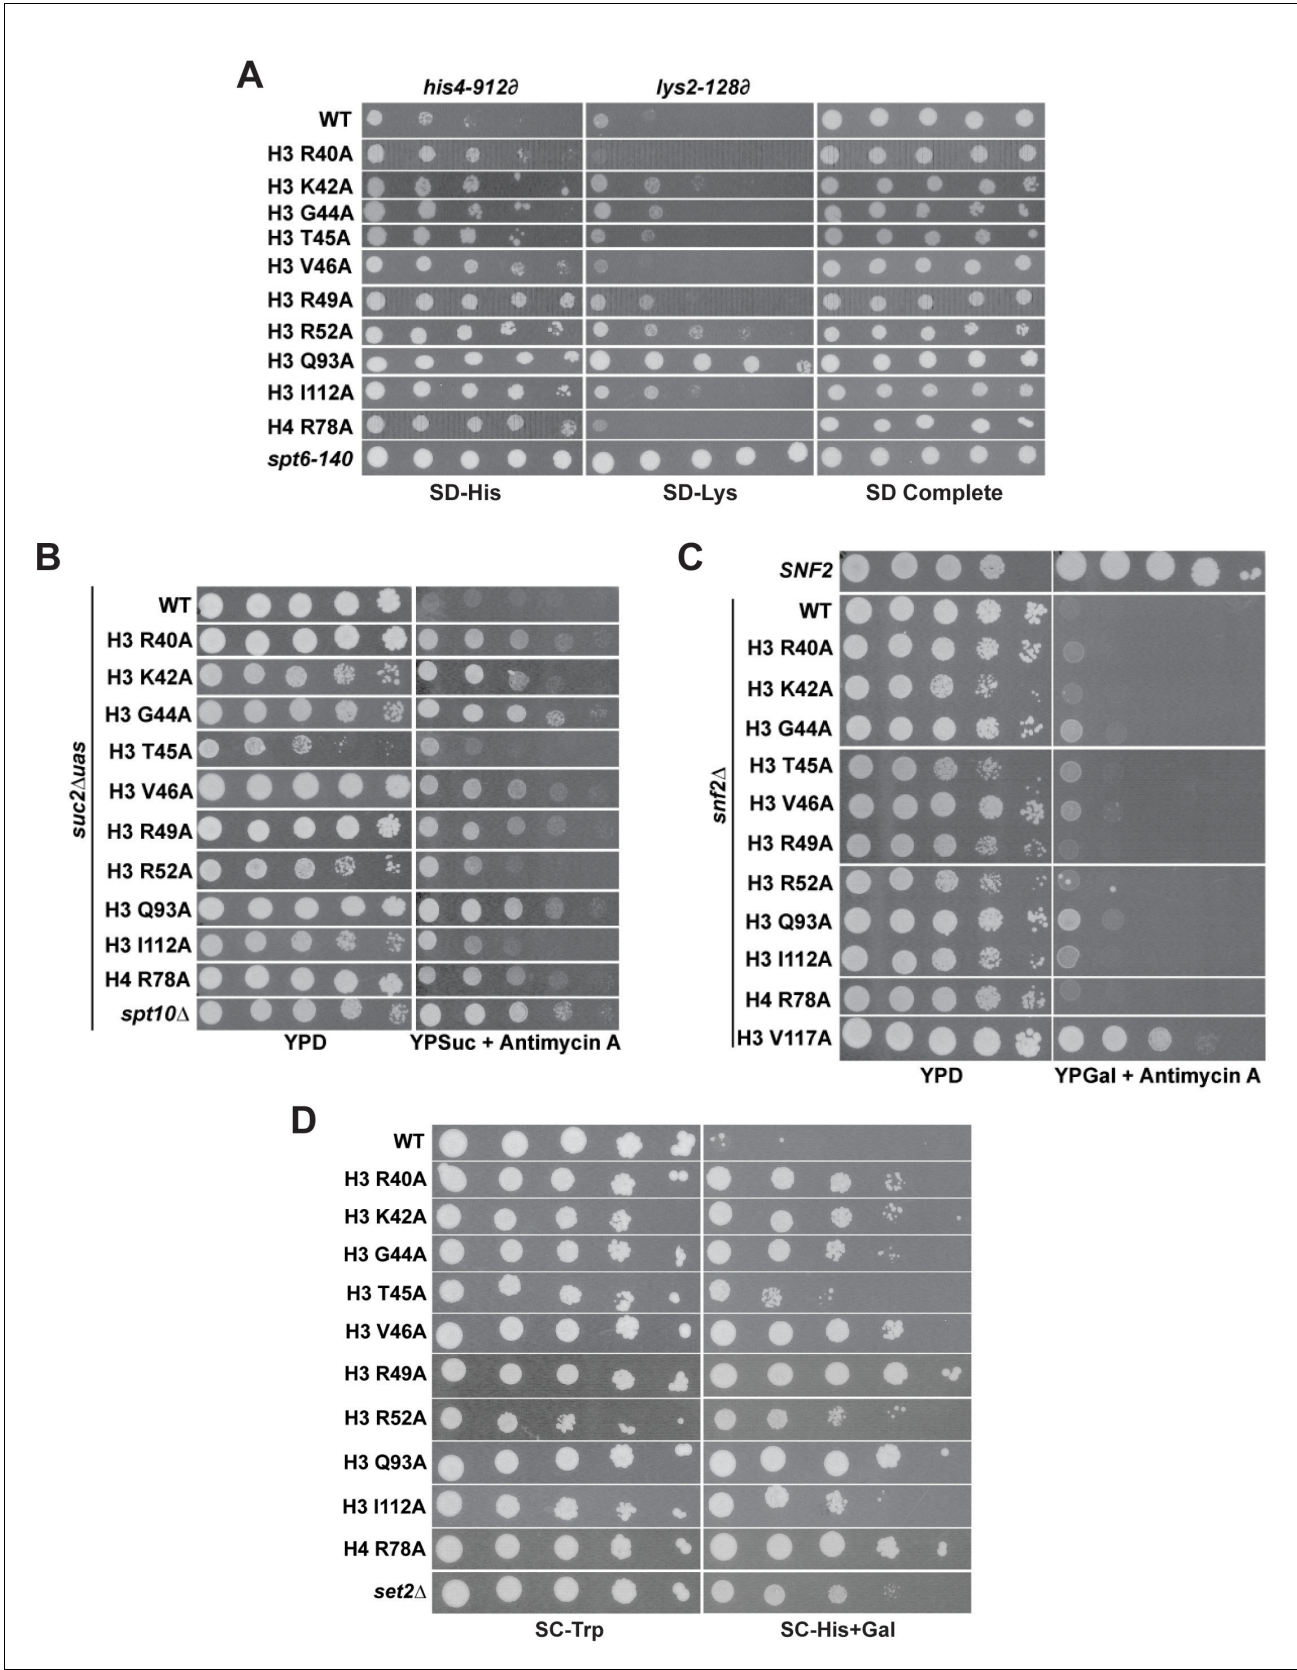 A
his4-912∂ lys2-128∂
WT
H3 R40A
H3 K42A
H3 G44A
H3 T45A
H3 V46A
H3 R49A
H3 R52A
H3 Q93A
H3 I112A
H4 R78A
spt6-140
SD-His SD-Lys SD Complete
B
suc2Δuas
WT
H3 R40A
H3 K42A
H3 G44A
H3 T45A
H3 V46A
H3 R49A
H3 R52A
H3 Q93A
H3 I112A
H4 R78A
spt10Δ
YPD YPSuc + Antimycin A
C
SNF2
snf2Δ
WT
H3 R40A
H3 K42A
H3 G44A
H3 T45A
H3 V46A
H3 R49A
H3 R52A
H3 Q93A
H3 I112A
H4 R78A
H3 V117A
YPD YPGal + Antimycin A
D
WT
H3 R40A
H3 K42A
H3 G44A
H3 T45A
H3 V46A
H3 R49A
H3 R52A
H3 Q93A
H3 I112A
H4 R78A
set2Δ
SC-Trp SC-His+Gal